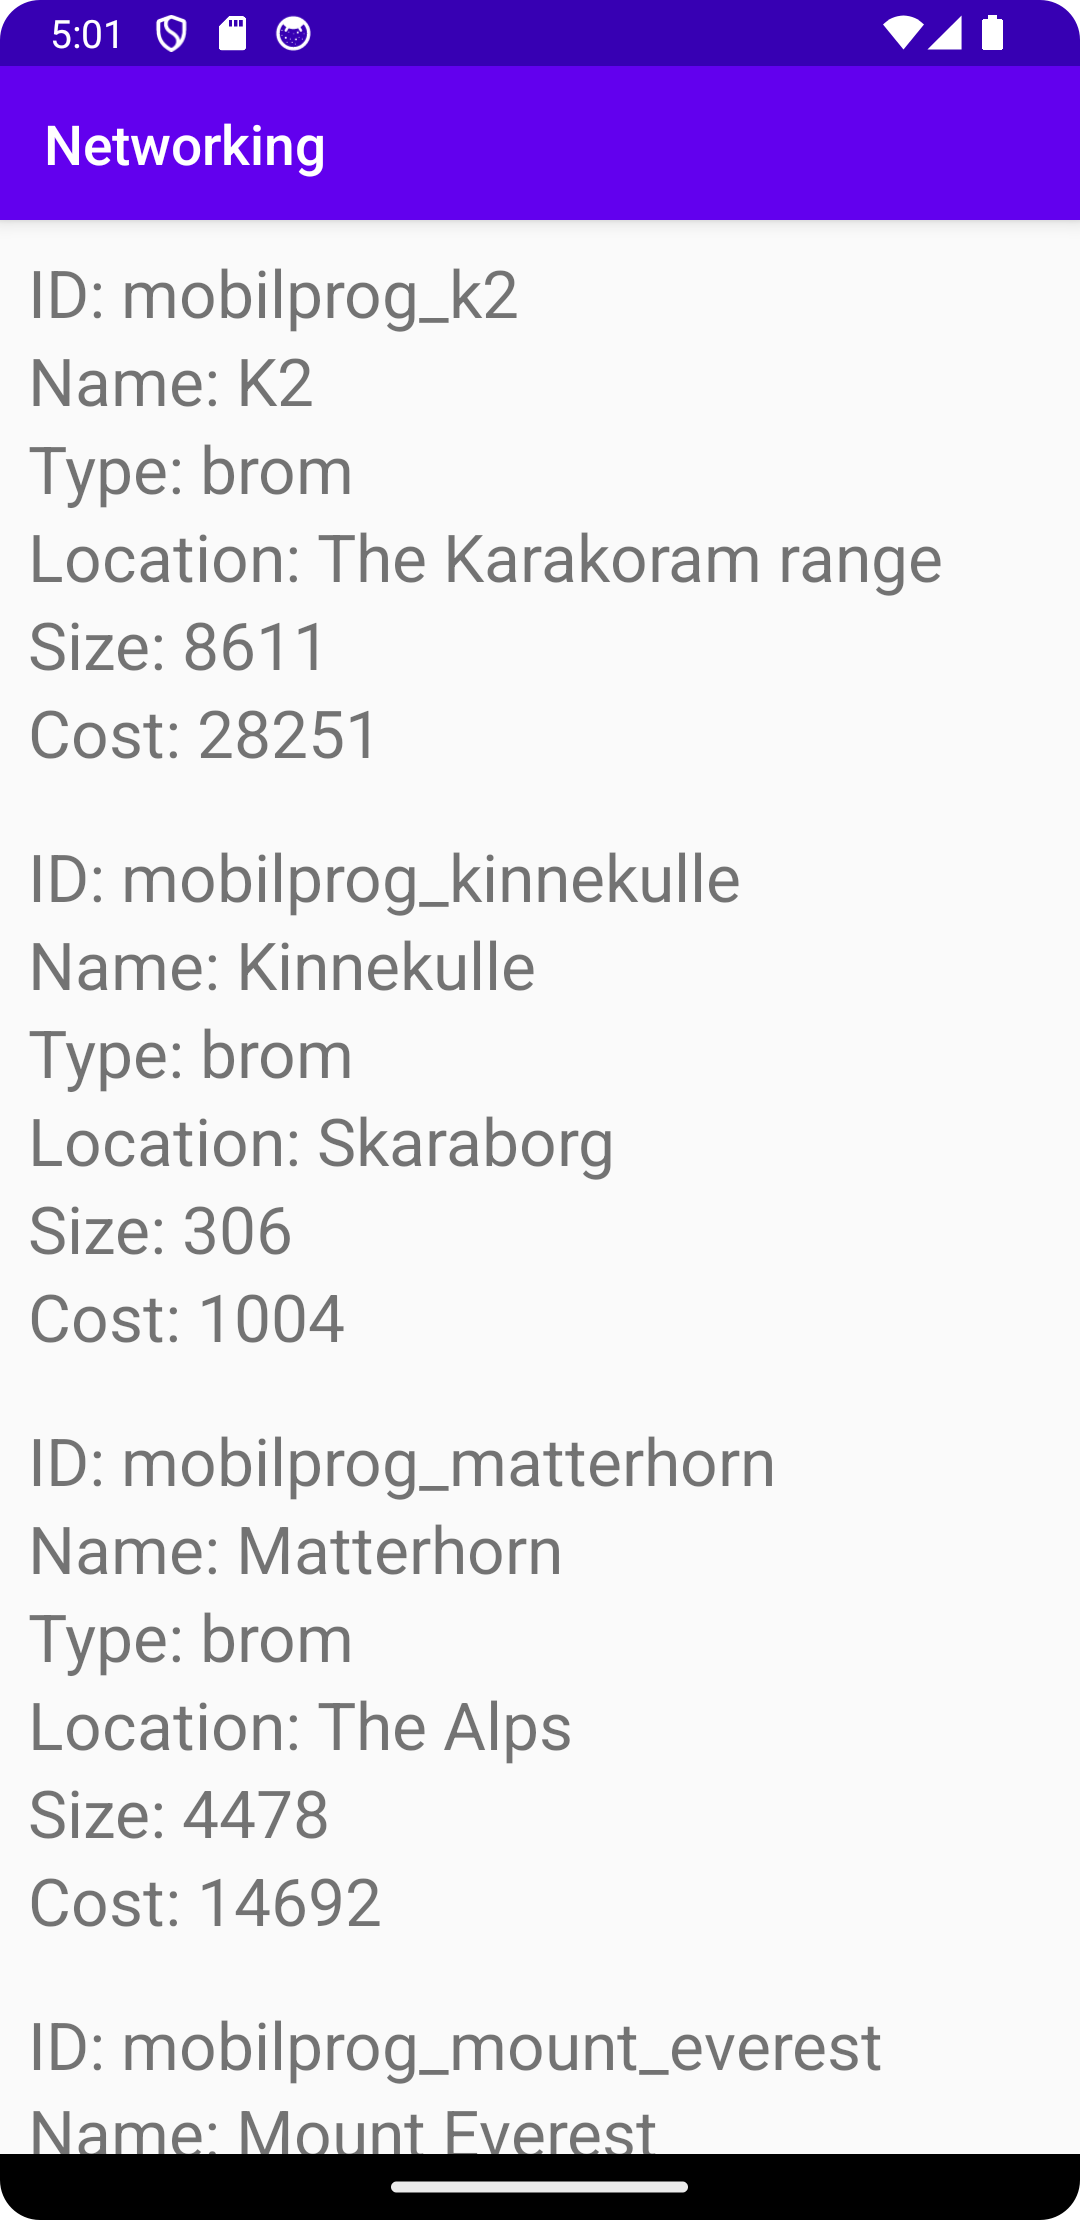 5:01
Networking
ID: mobilprog_k2
Name: K2
Type: brom
Location: The Karakoram range
Size: 8611
Cost: 28251
ID: mobilprog_kinnekulle
Name: Kinnekulle
Type: brom
Location: Skaraborg
Size: 306
Cost: 1004
ID: mobilprog_matterhorn
Name: Matterhorn
Type: brom
Location: The Alps
Size: 4478
Cost: 14692
ID: mobilprog_mount_everest
Name: Mount Everest